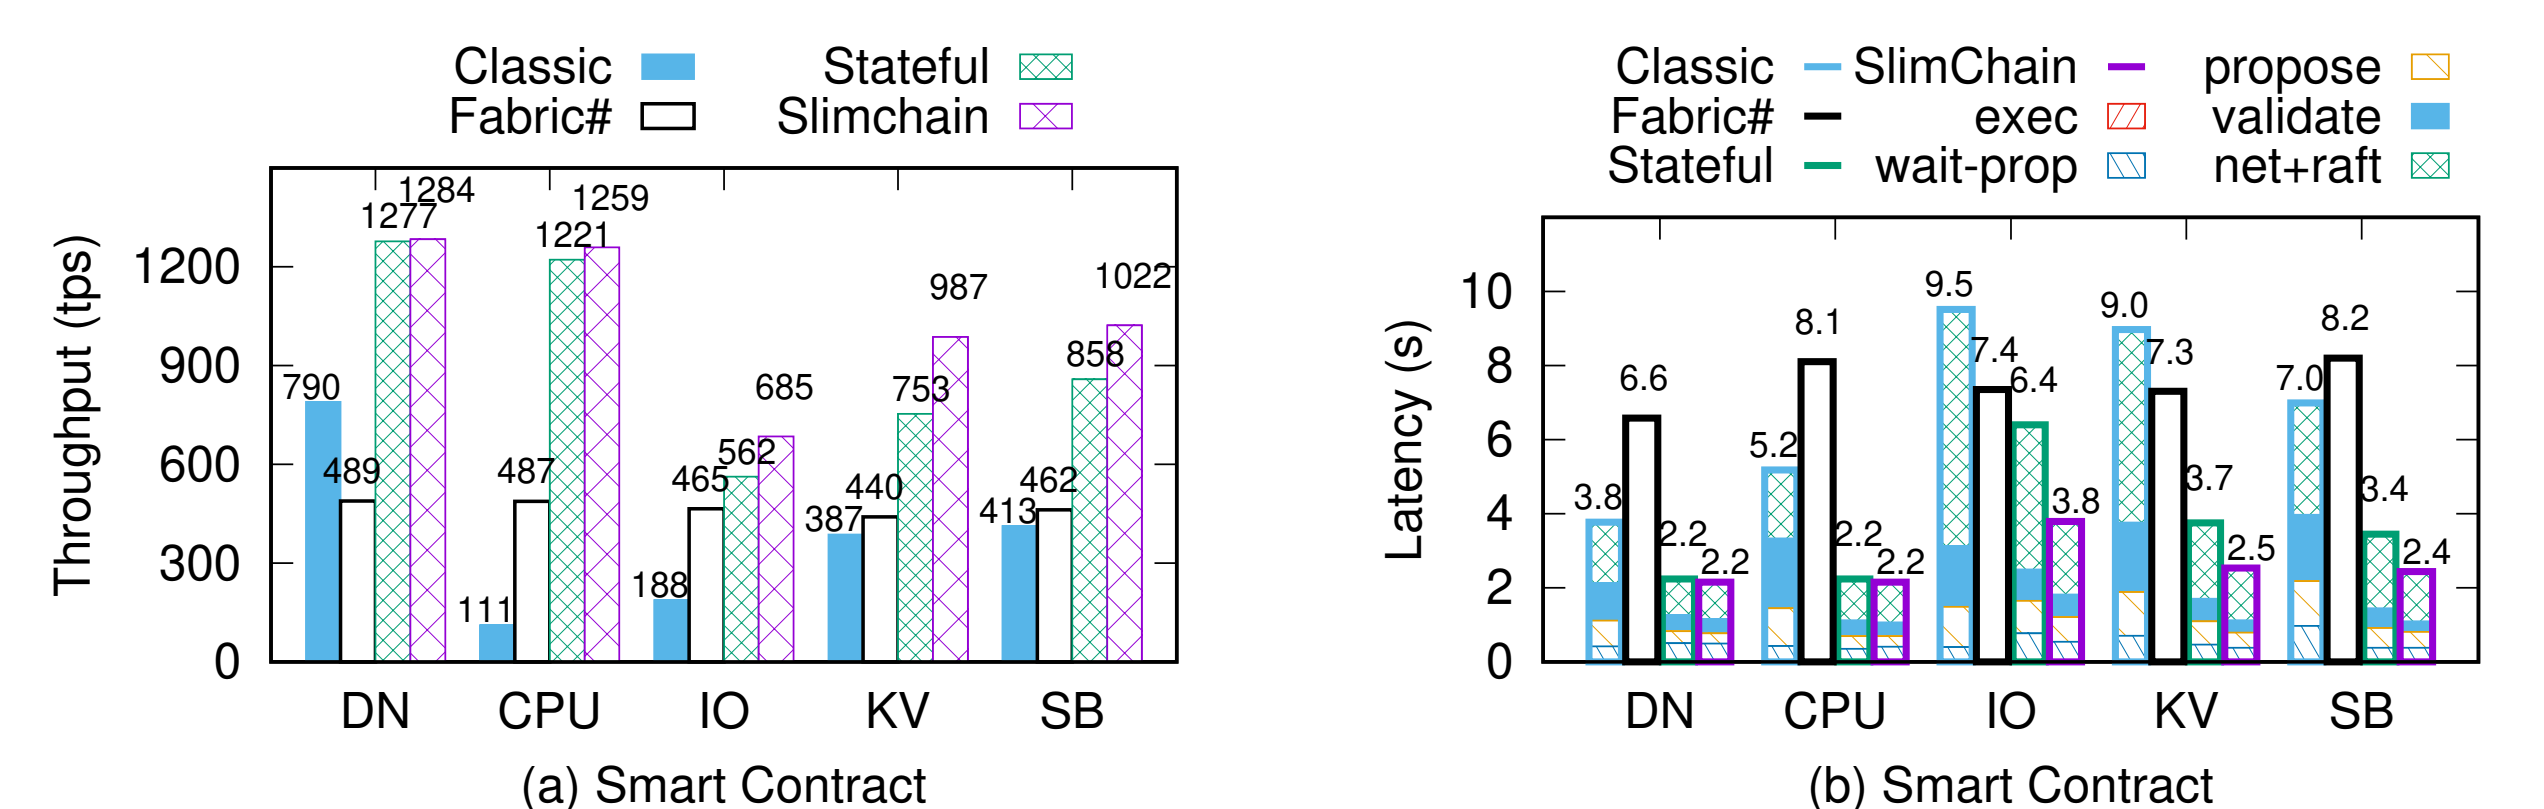 Classic
Stateful
Fabric#
Slimchain
Throughput (tps)
1200
900
600
300
0
790
489
1277
1284
111
487
1221
1259
188
465
562
685
387
440
753
987
413
462
858
1022
DN CPU IO KV SB
(a) Smart Contract
Classic
SlimChain
propose
Fabric#
exec
validate
Stateful
wait-prop
net+raft
Latency (s)
10
8
6
4
2
0
3.8
6.6
2.2
2.2
5.2
8.1
2.2
2.2
9.5
7.4
6.4
3.8
9.0
7.3
3.7
2.5
7.0
8.2
3.4
2.4
DN CPU IO KV SB
(b) Smart Contract